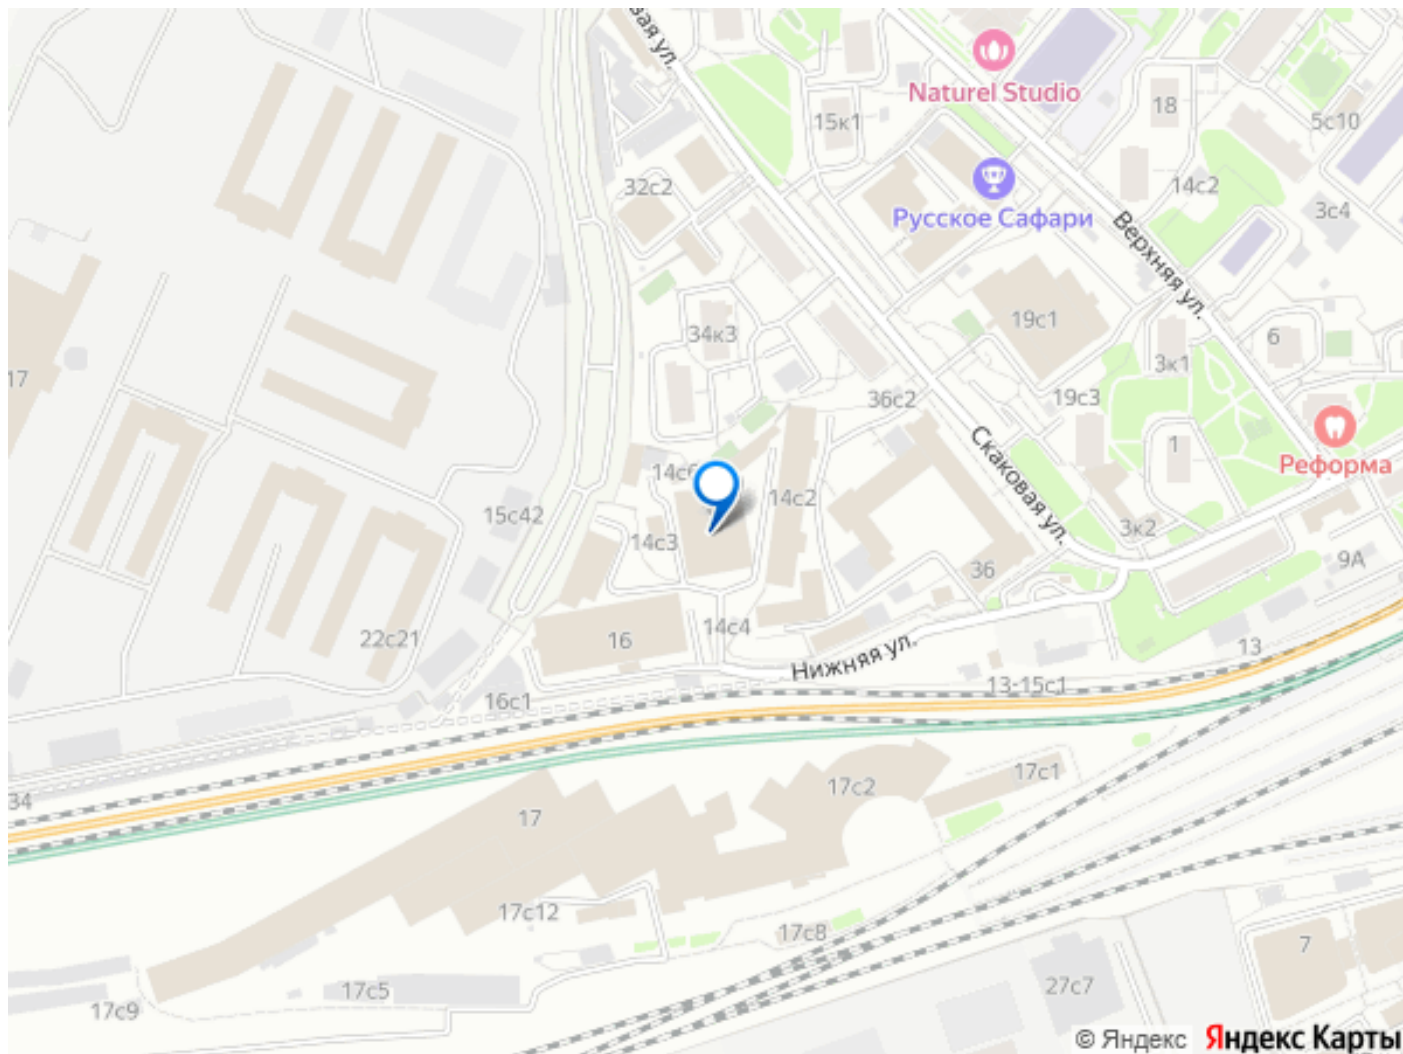 вая ул.
Naturel Studio
18
15к1
5с10
Русское Сафари
14с2
32с2
3с4
Верхняя ул.
19с1
34к3
6
3к1
17
36с2
19с3
Скаковая ул.
1
Реформа
14с6
14с2
15с42
3к2
14с3
36
9А
22с21
16
14с4
Нижняя ул.
13
13-15с1
16с1
34
17с1
17с2
17
17с12
17с8
7
27с7
17с5
17с9
© Яндекс Яндекс Карты